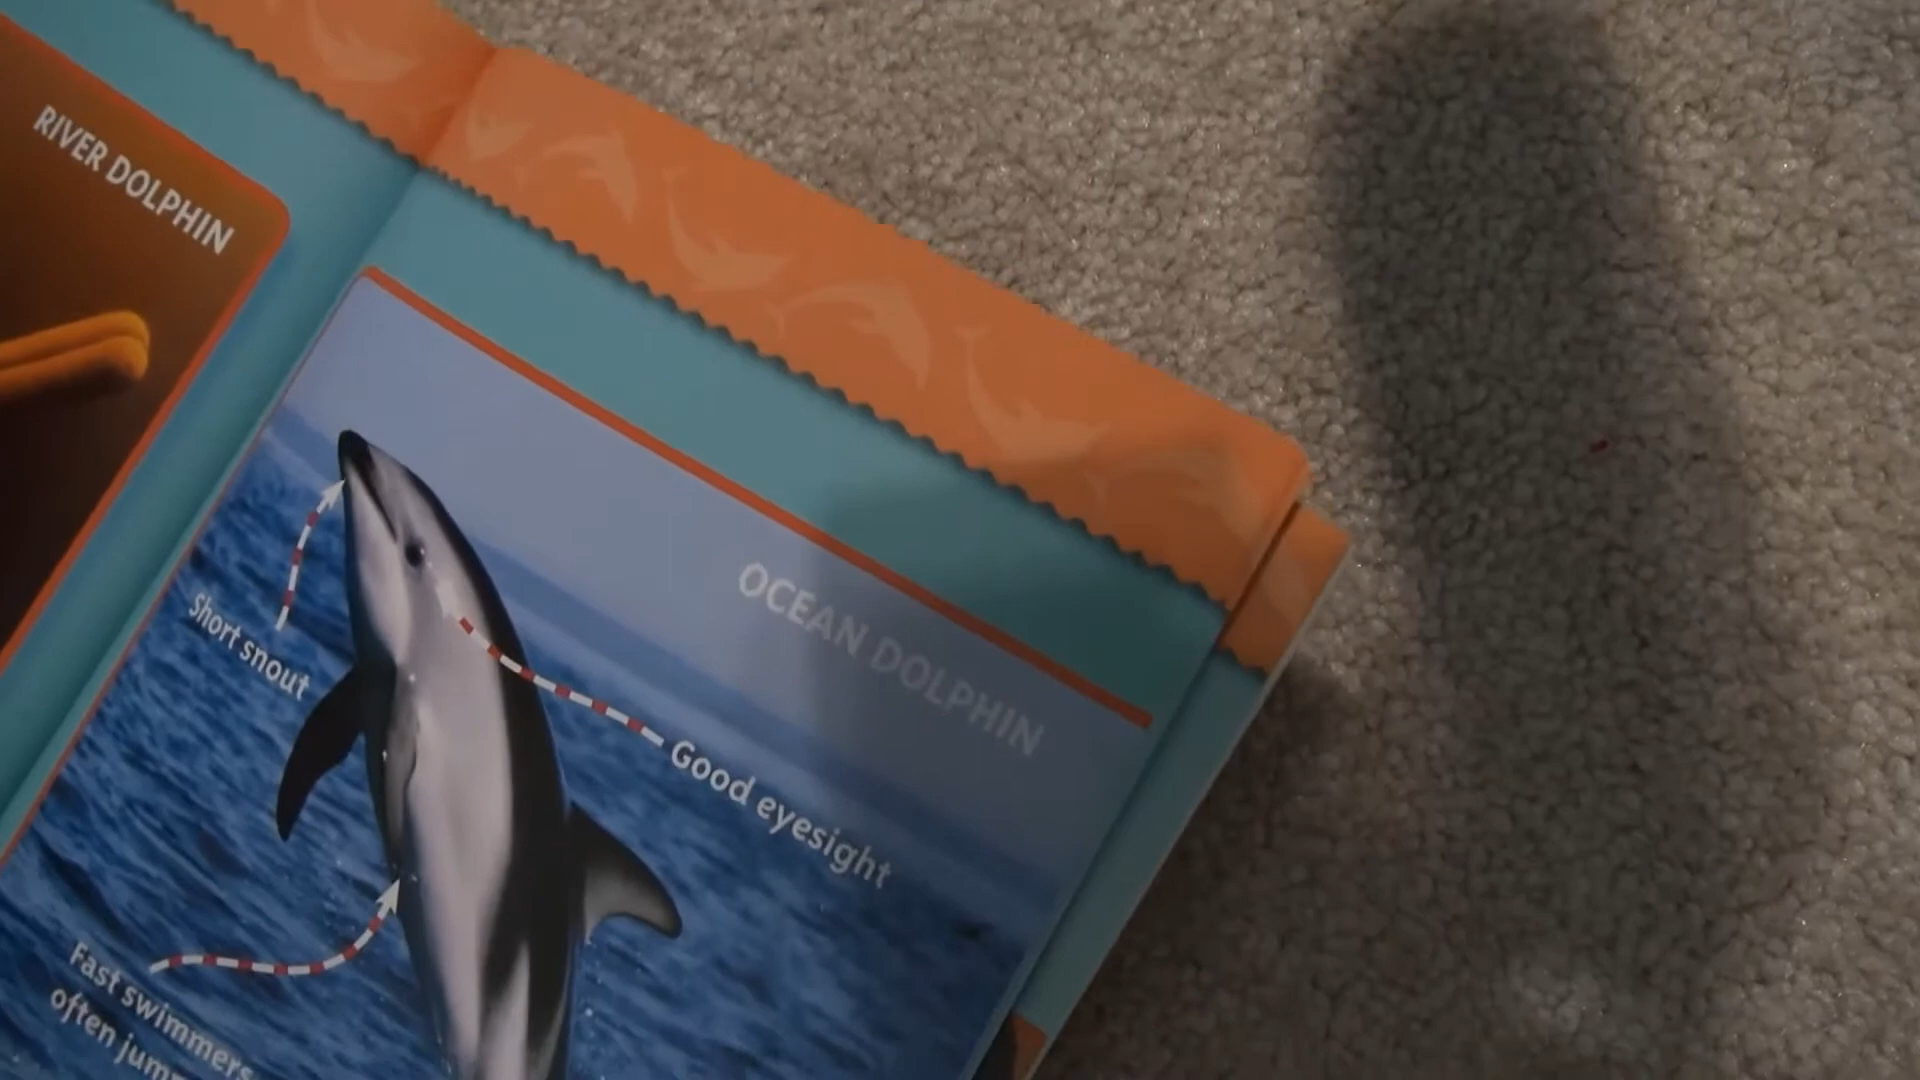 RIVER DOLPHIN
OCEAN DOLPHIN
Short snout
Good eyesight
Fast swimmers
often